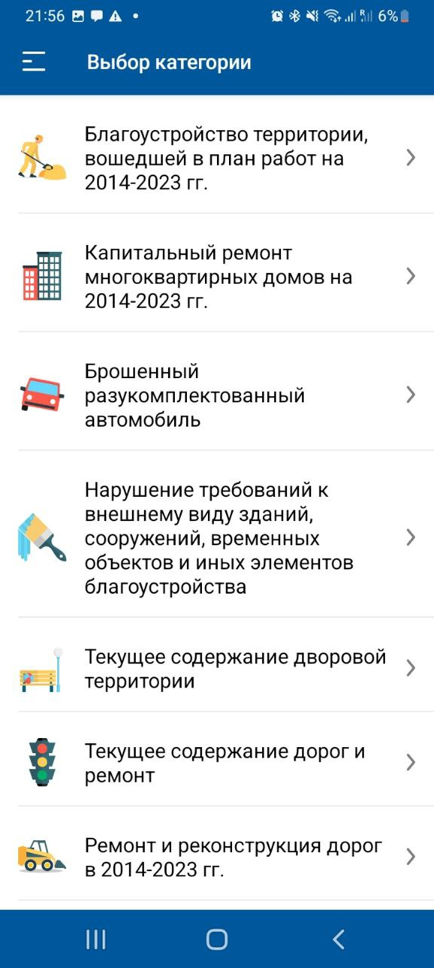 21:56
R
6%
Выбор категории
Благоустройство территории,
вошедшей в план работ на
2014-2023 гг.
Капитальный ремонт
многоквартирных домов на
2014-2023 гг.
Брошенный
разукомплектованный
автомобиль
Нарушение требований к
внешнему виду зданий,
сооружений, временных
объектов и иных элементов
благоустройства
Текущее содержание дворовой
территории
Текущее содержание дорог и
ремонт
Ремонт и реконструкция дорог
в 2014-2023 гг.